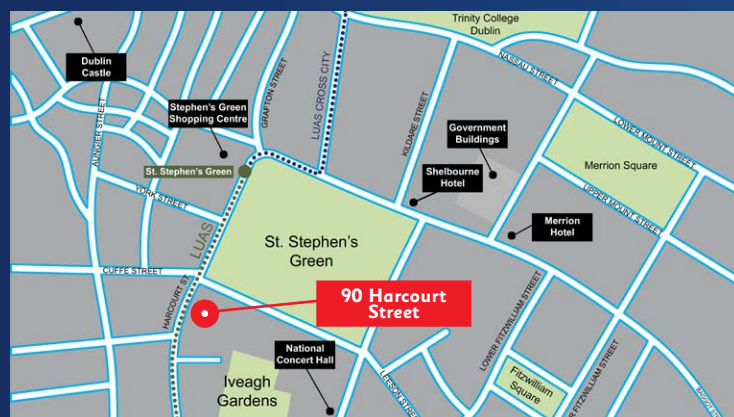 Trinity College
Dublin
Dublin
Castle
NASSAU STREET
AUNGIER STREET
Stephen's Green
Shopping Centre
GRAFTON STREET
LUAS CROSS CITY
KILDARE STREET
Government
Buildings
LOWER MOUNT STREET
Merrion Square
St. Stephen's Green
Shelbourne
Hotel
UPPER MOUNT STREET
YORK STREET
LUAS
Merrion
Hotel
St. Stephen's
Green
CUFFE STREET
HARCOURT ST
90 Harcourt
Street
LOWER FITZWILLIAM STREET
National
Concert Hall
LEESON STREET
Iveagh
Gardens
Fitzwilliam
Square
FITZWILLIAM STREET